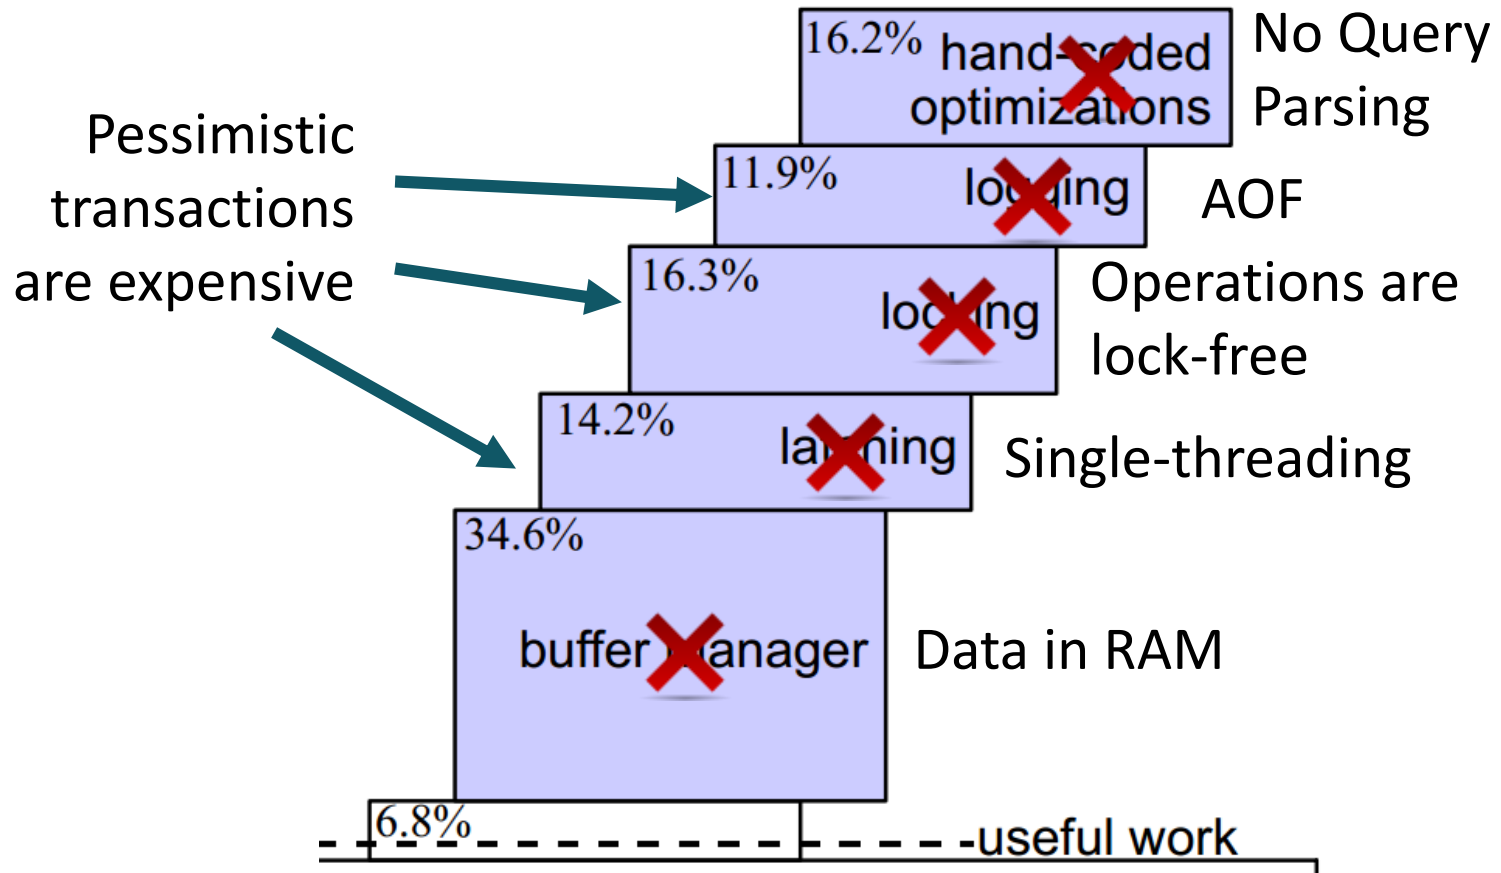 16.2%
hand-coded
optimizations
No Query
Parsing
Pessimistic
transactions
are expensive
11.9%
logging
AOF
16.3%
locking
Operations are
lock-free
14.2%
latching
Single-threading
34.6%
buffer manager
Data in RAM
6.8%
useful work